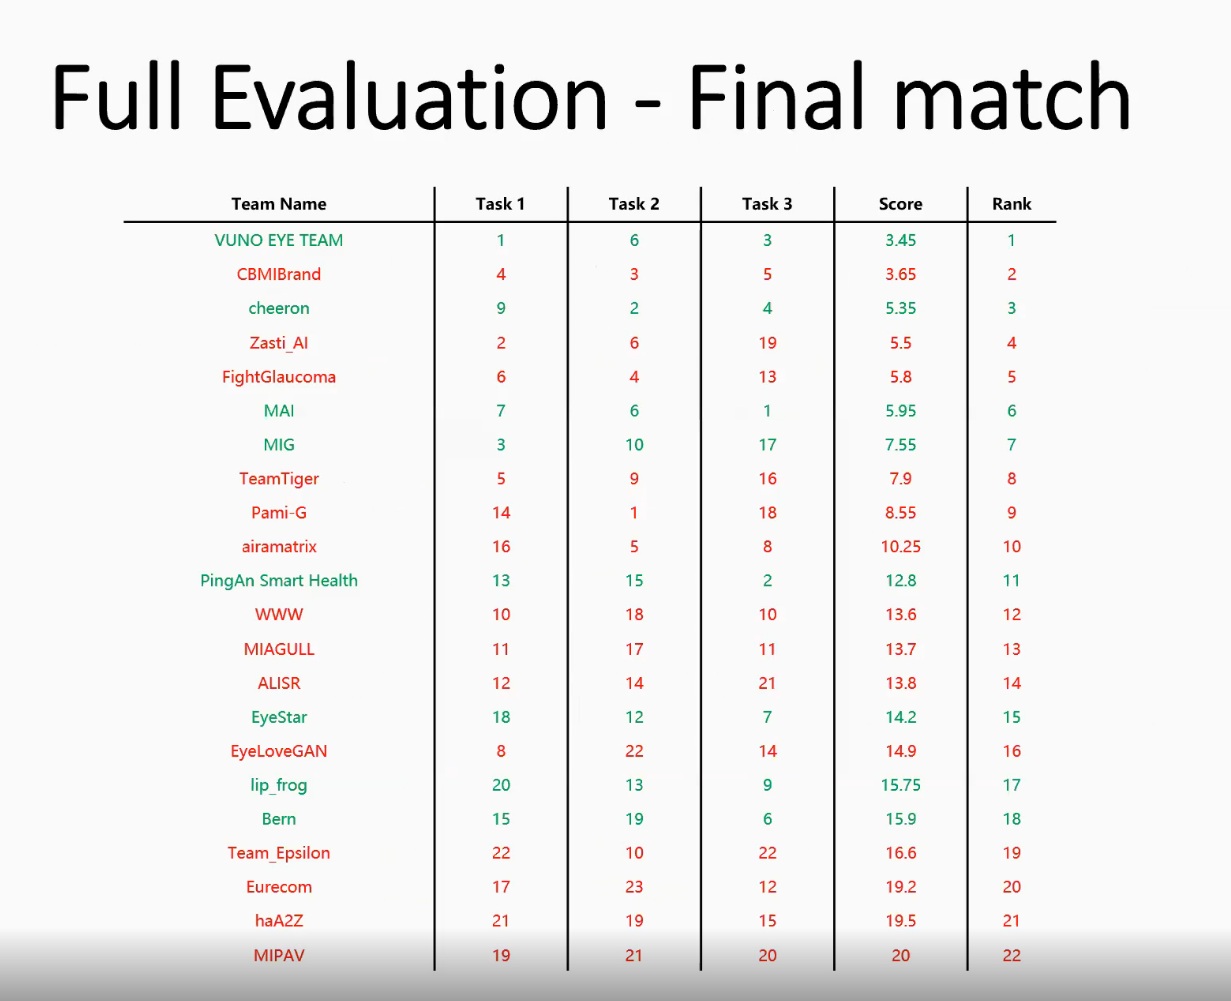 Full Evaluation - Final match
Team Name Task 1 Task 2 Task 3 Score Rank
VUNO EYE TEAM 1 6 3 3.45 1
CBMIBrand 4 3 5 3.65 2
cheeron 9 2 4 5.35 3
Zasti_AI 2 6 19 5.5 4
FightGlaucoma 6 4 13 5.8 5
MAI 7 6 1 5.95 6
MIG 3 10 17 7.55 7
TeamTiger 5 9 16 7.9 8
Pami-G 14 1 18 8.55 9
airamatrix 16 5 8 10.25 10
PingAn Smart Health 13 15 2 12.8 11
WWW 10 18 10 13.6 12
MIAGULL 11 17 11 13.7 13
ALISR 12 14 21 13.8 14
EyeStar 18 12 7 14.2 15
EyeLoveGAN 8 22 14 14.9 16
lip_frog 20 13 9 15.75 17
Bern 15 19 6 15.9 18
Team_Epsilon 22 10 22 16.6 19
Eurecom 17 23 12 19.2 20
haA2Z 21 19 15 19.5 21
MIPAV 19 21 20 20 22